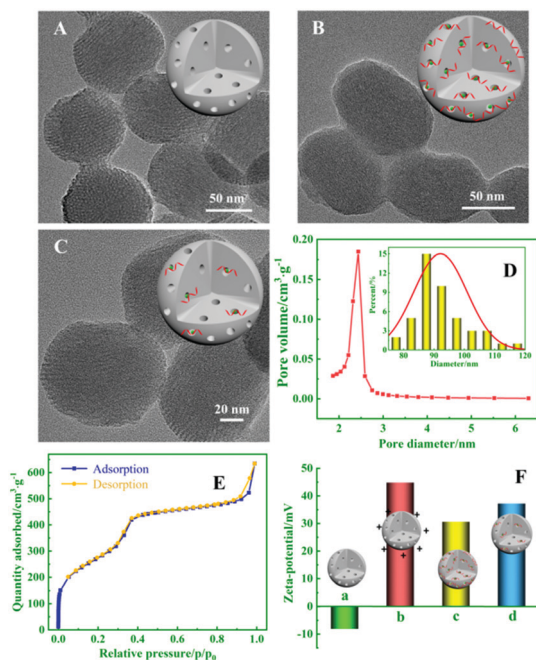 A
50 nm
B
50 nm
C
20 nm
D
Pore volume/cm³·g⁻¹
0.20
0.15
0.10
0.05
0.00
2 3 4 5 6
Pore diameter/nm
Percent/%
15
12
9
6
3
0
80 90 100 110 120
Diameter/nm
E
Adsorption
Desorption
Quantity adsorbed/cm³·g⁻¹
600
500
400
300
200
100
0
0.0 0.2 0.4 0.6 0.8 1.0
Relative pressure/p/p₀
F
Zeta-potential/mV
50
40
30
20
10
0
-10
a
b
c
d
+ + + + + + +